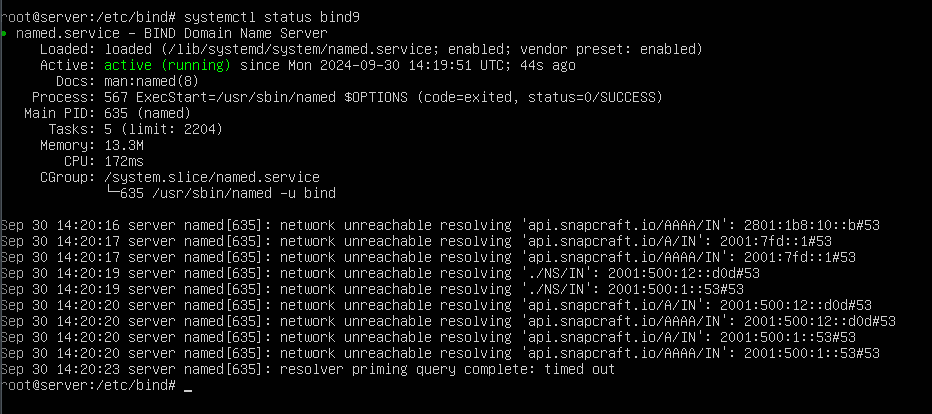 root@server:/etc/bind# systemctl status bind9
● named.service - BIND Domain Name Server
Loaded: loaded (/lib/systemd/system/named.service; enabled; vendor preset: enabled)
Active: active (running) since Mon 2024-09-30 14:19:51 UTC; 44s ago
Docs: man:named(8)
Process: 567 ExecStart=/usr/sbin/named $OPTIONS (code=exited, status=0/SUCCESS)
Main PID: 635 (named)
Tasks: 5 (limit: 2204)
Memory: 13.3M
CPU: 172ms
CGroup: /system.slice/named.service
└─635 /usr/sbin/named -u bind
Sep 30 14:20:16 server named[635]: network unreachable resolving 'api.snapcraft.io/AAAA/IN': 2801:1b8:10::b#53
Sep 30 14:20:17 server named[635]: network unreachable resolving 'api.snapcraft.io/A/IN': 2001:7fd::1#53
Sep 30 14:20:17 server named[635]: network unreachable resolving 'api.snapcraft.io/AAAA/IN': 2001:7fd::1#53
Sep 30 14:20:19 server named[635]: network unreachable resolving './NS/IN': 2001:500:12::d0d#53
Sep 30 14:20:19 server named[635]: network unreachable resolving './NS/IN': 2001:500:1::53#53
Sep 30 14:20:20 server named[635]: network unreachable resolving 'api.snapcraft.io/A/IN': 2001:500:12::d0d#53
Sep 30 14:20:20 server named[635]: network unreachable resolving 'api.snapcraft.io/AAAA/IN': 2001:500:12::d0d#53
Sep 30 14:20:20 server named[635]: network unreachable resolving 'api.snapcraft.io/A/IN': 2001:500:1::53#53
Sep 30 14:20:20 server named[635]: network unreachable resolving 'api.snapcraft.io/AAAA/IN': 2001:500:1::53#53
Sep 30 14:20:23 server named[635]: resolver priming query complete: timed out
root@server:/etc/bind# _